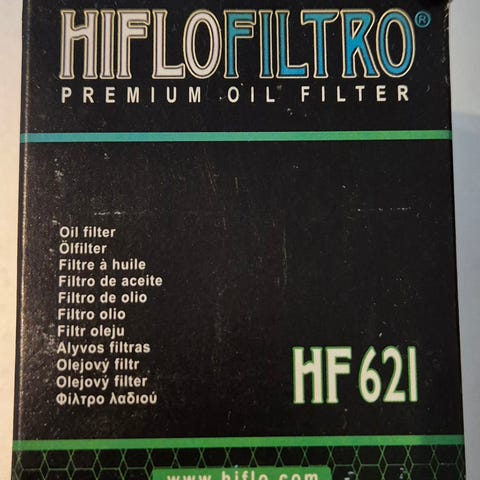 HIFLOFILTRO®
PREMIUM OIL FILTER
Oil filter
Ölfilter
Filtre à huile
Filtro de aceite
Filtro de olio
Filtro olio
Filtr oleju
Alyvos filtras
Olejový filtr
Olejový filter
Φίλτρο λαδιού
HF621
www.hiflo.com